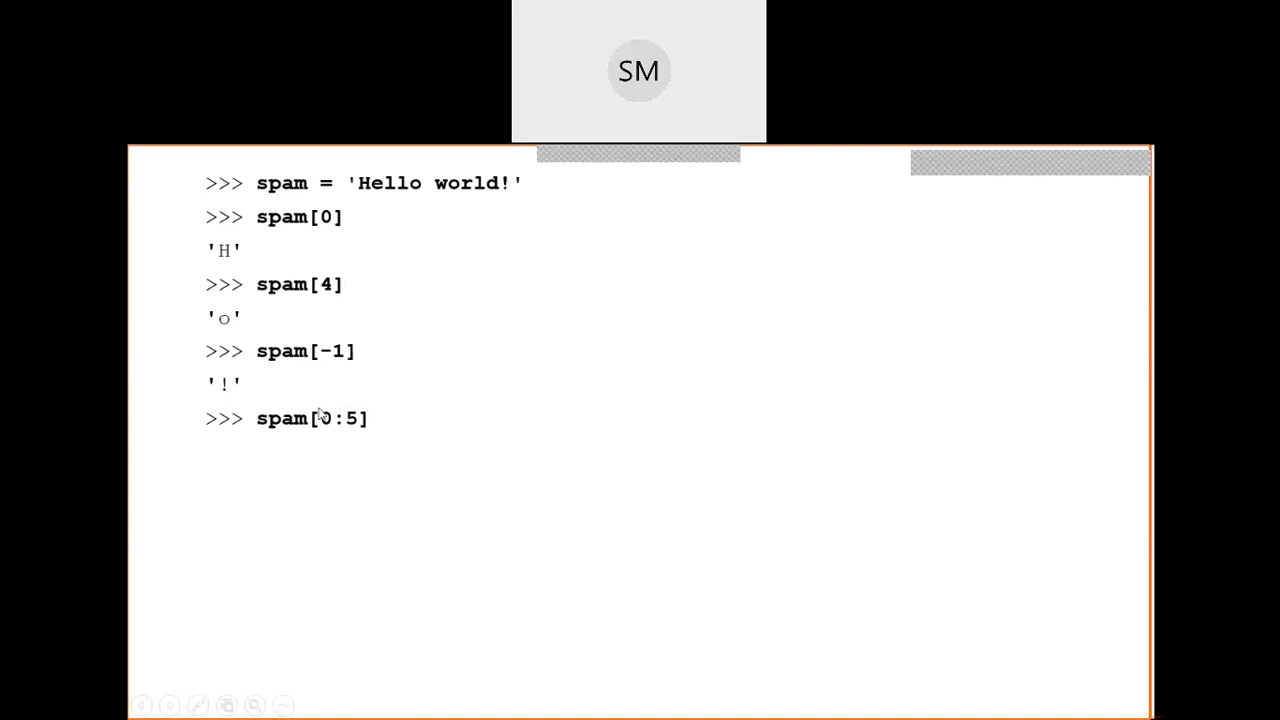 SM
>>> spam = 'Hello world!'
>>> spam[0]
'H'
>>> spam[4]
'o'
>>> spam[-1]
'!'
>>> spam[0:5]